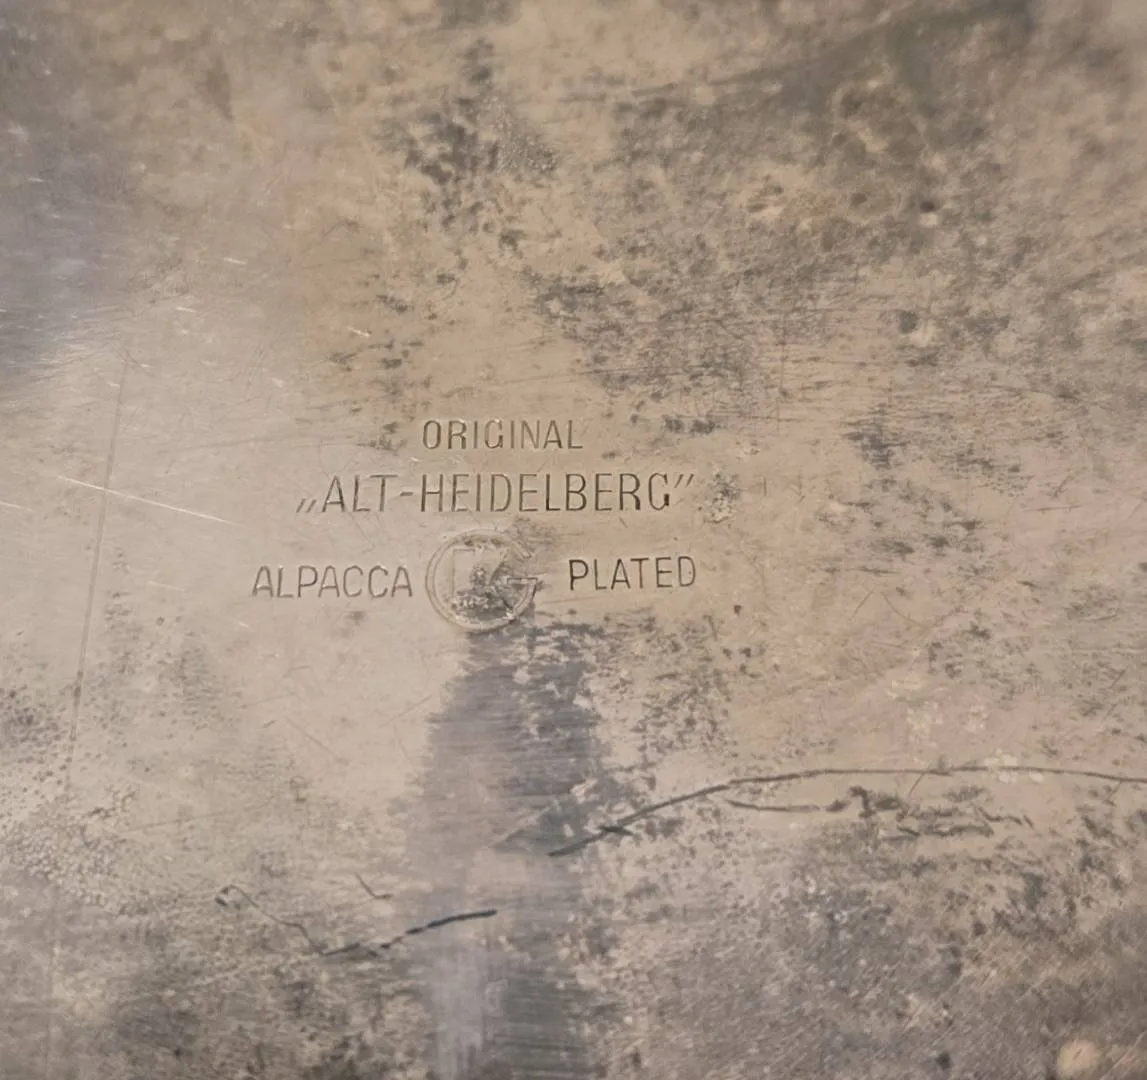 ORIGINAL
„ALT-HEIDELBERG”
ALPACCA PLATED